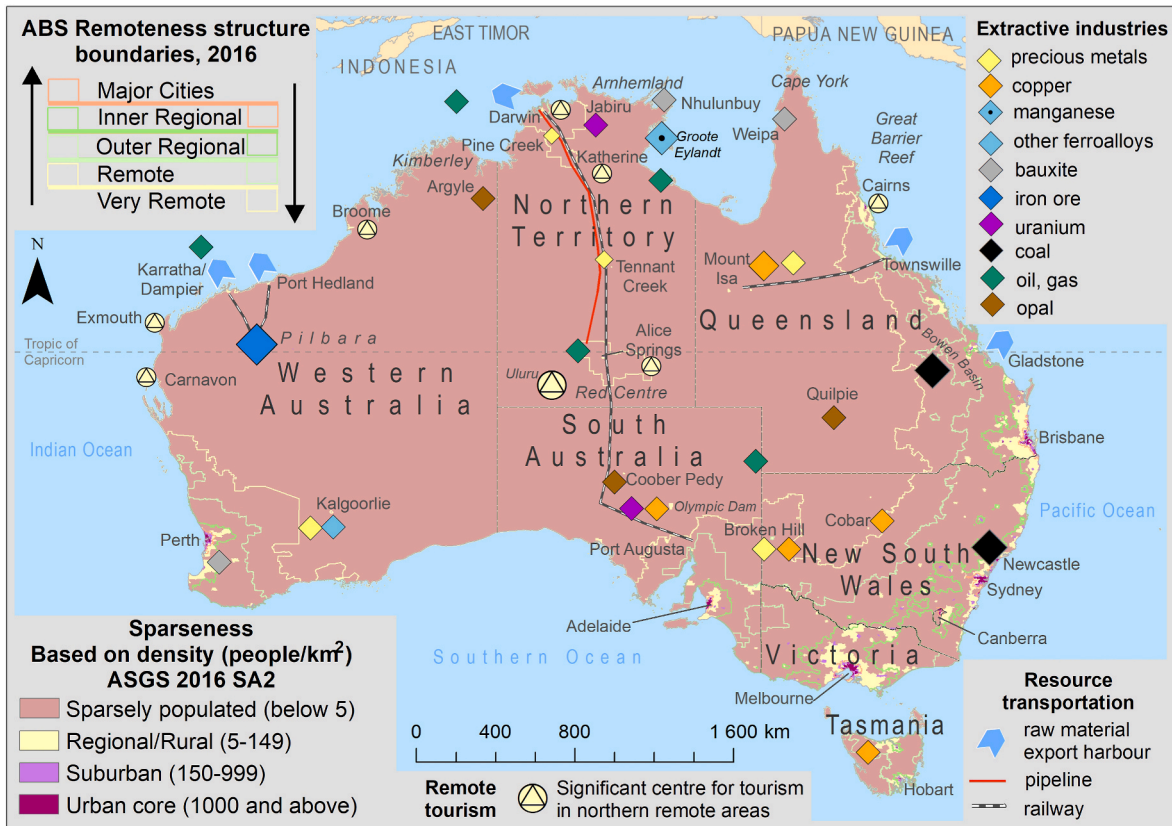 ABS Remoteness structure
boundaries, 2016
Major Cities
Inner Regional
Outer Regional
Remote
Very Remote
EAST TIMOR
PAPUA NEW GUINEA
INDONESIA
Extractive industries
precious metals
copper
manganese
other ferroalloys
bauxite
iron ore
uranium
coal
oil, gas
opal
Arnhemland
Cape York
Darwin
Jabiru
Nhulunbuy
Weipa
Great
Barrier
Reef
Pine Creek
Groote
Eylandt
Katherine
Kimberley
Argyle
Cairns
Broome
Northern
Territory
N
Karratha/
Dampier
Port Hedland
Tennant
Creek
Mount
Isa
Townswille
Exmouth
Pilbara
Queensland
Alice
Springs
Bowen Basin
Tropic of
Capricorn
Gladstone
Carnavon
Western
Australia
Uluru
Red Centre
Quilpie
South
Australia
Indian Ocean
Brisbane
Coober Pedy
Olympic Dam
Pacific Ocean
Kalgoorlie
Perth
Cobar
Broken Hill
Port Augusta
New South
Wales
Newcastle
Sydney
Adelaide
Canberra
Victoria
Southern Ocean
Melbourne
Tasmania
Hobart
Sparseness
Based on density (people/km²)
ASGS 2016 SA2
Sparsely populated (below 5)
Regional/Rural (5-149)
Suburban (150-999)
Urban core (1000 and above)
0 400 800 1600 km
Remote
tourism
Significant centre for tourism
in northern remote areas
Resource
transportation
raw material
export harbour
pipeline
railway